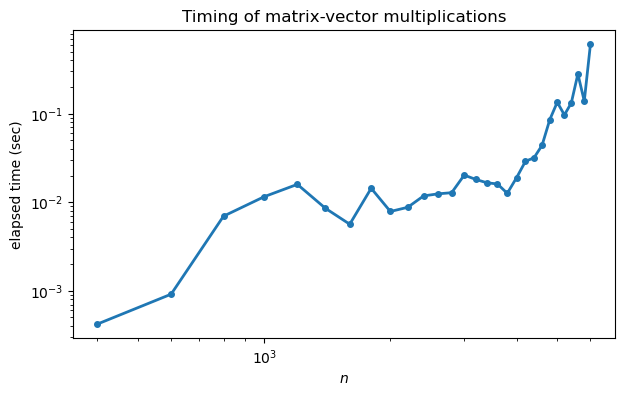 Timing of matrix-vector multiplications
elapsed time (sec)
10⁻¹
10⁻²
10⁻³
10³
n